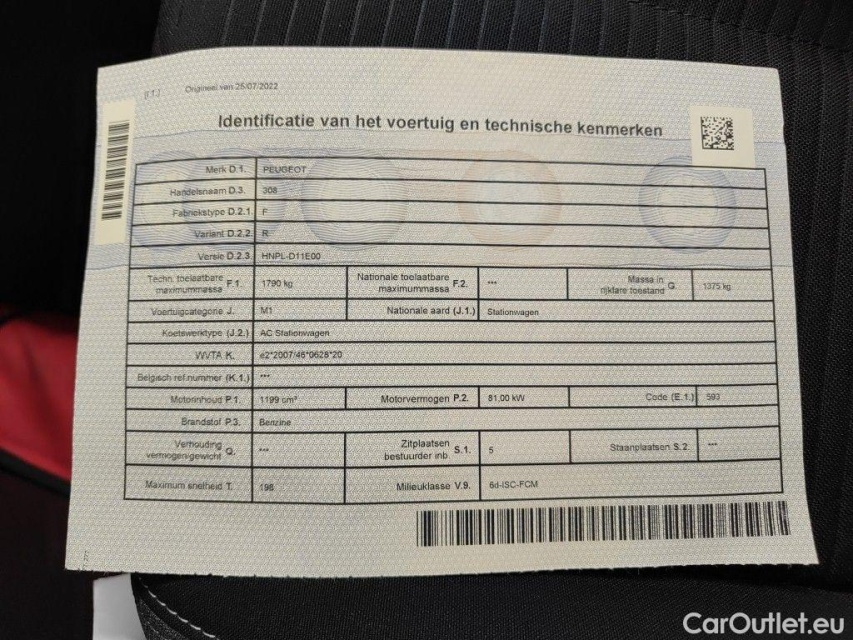 (I.1.) Origineel van 25/07/2022
Identificatie van het voertuig en technische kenmerken
Merk D.1. PEUGEOT
Handelsnaam D.3. 308
Fabriekstype D.2.1. F
Variant D.2.2. R
Versie D.2.3. HNPL-D11E00
Techn. toelaatbare maximummassa F.1. 1790 kg Nationale toelaatbare maximummassa F.2. *** Massa in rijklare toestand G. 1375 kg
Voertuigcategorie J. M1 Nationale aard (J.1.) Stationwagen
Koetswerktype (J.2.) AC Stationwagen
WVTA K. e2*2007/46*0628*20
Belgisch ref.nummer (K.1.) ***
Motorinhoud P.1. 1199 cm³ Motorvermogen P.2. 81,00 kW Code (E.1.) 593
Brandstof P.3. Benzine
Verhouding vermogen/gewicht Q. *** Zitplaatsen bestuurder inb. S.1. 5 Staanplaatsen S.2. ***
Maximum snelheid T. 198 Milieuklasse V.9. 6d-ISC-FCM
CarOutlet.eu